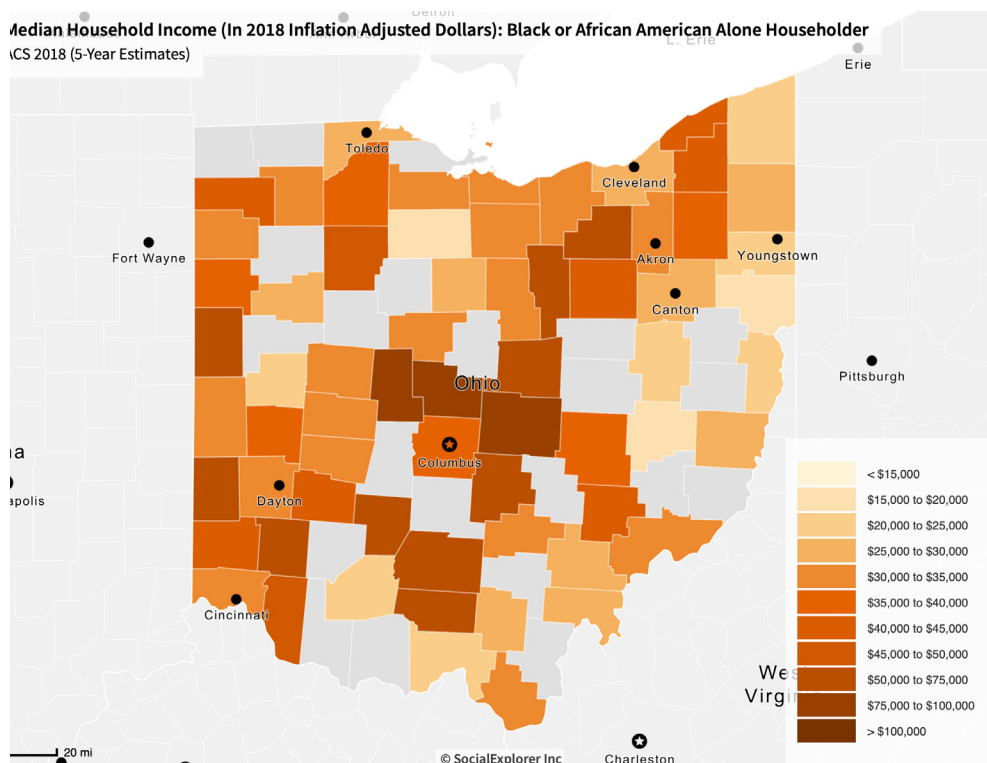 Detroit
Median Household Income (In 2018 Inflation Adjusted Dollars): Black or African American Alone Householder
ACS 2018 (5-Year Estimates)
L. Erie
Erie
Toledo
Cleveland
Fort Wayne
Akron
Youngstown
Canton
Pittsburgh
Ohio
Columbus
apolis
Dayton
Cincinnati
West
Virginia
Charleston
< $15,000
$15,000 to $20,000
$20,000 to $25,000
$25,000 to $30,000
$30,000 to $35,000
$35,000 to $40,000
$40,000 to $45,000
$45,000 to $50,000
$50,000 to $75,000
$75,000 to $100,000
> $100,000
20 mi
© SocialExplorer Inc